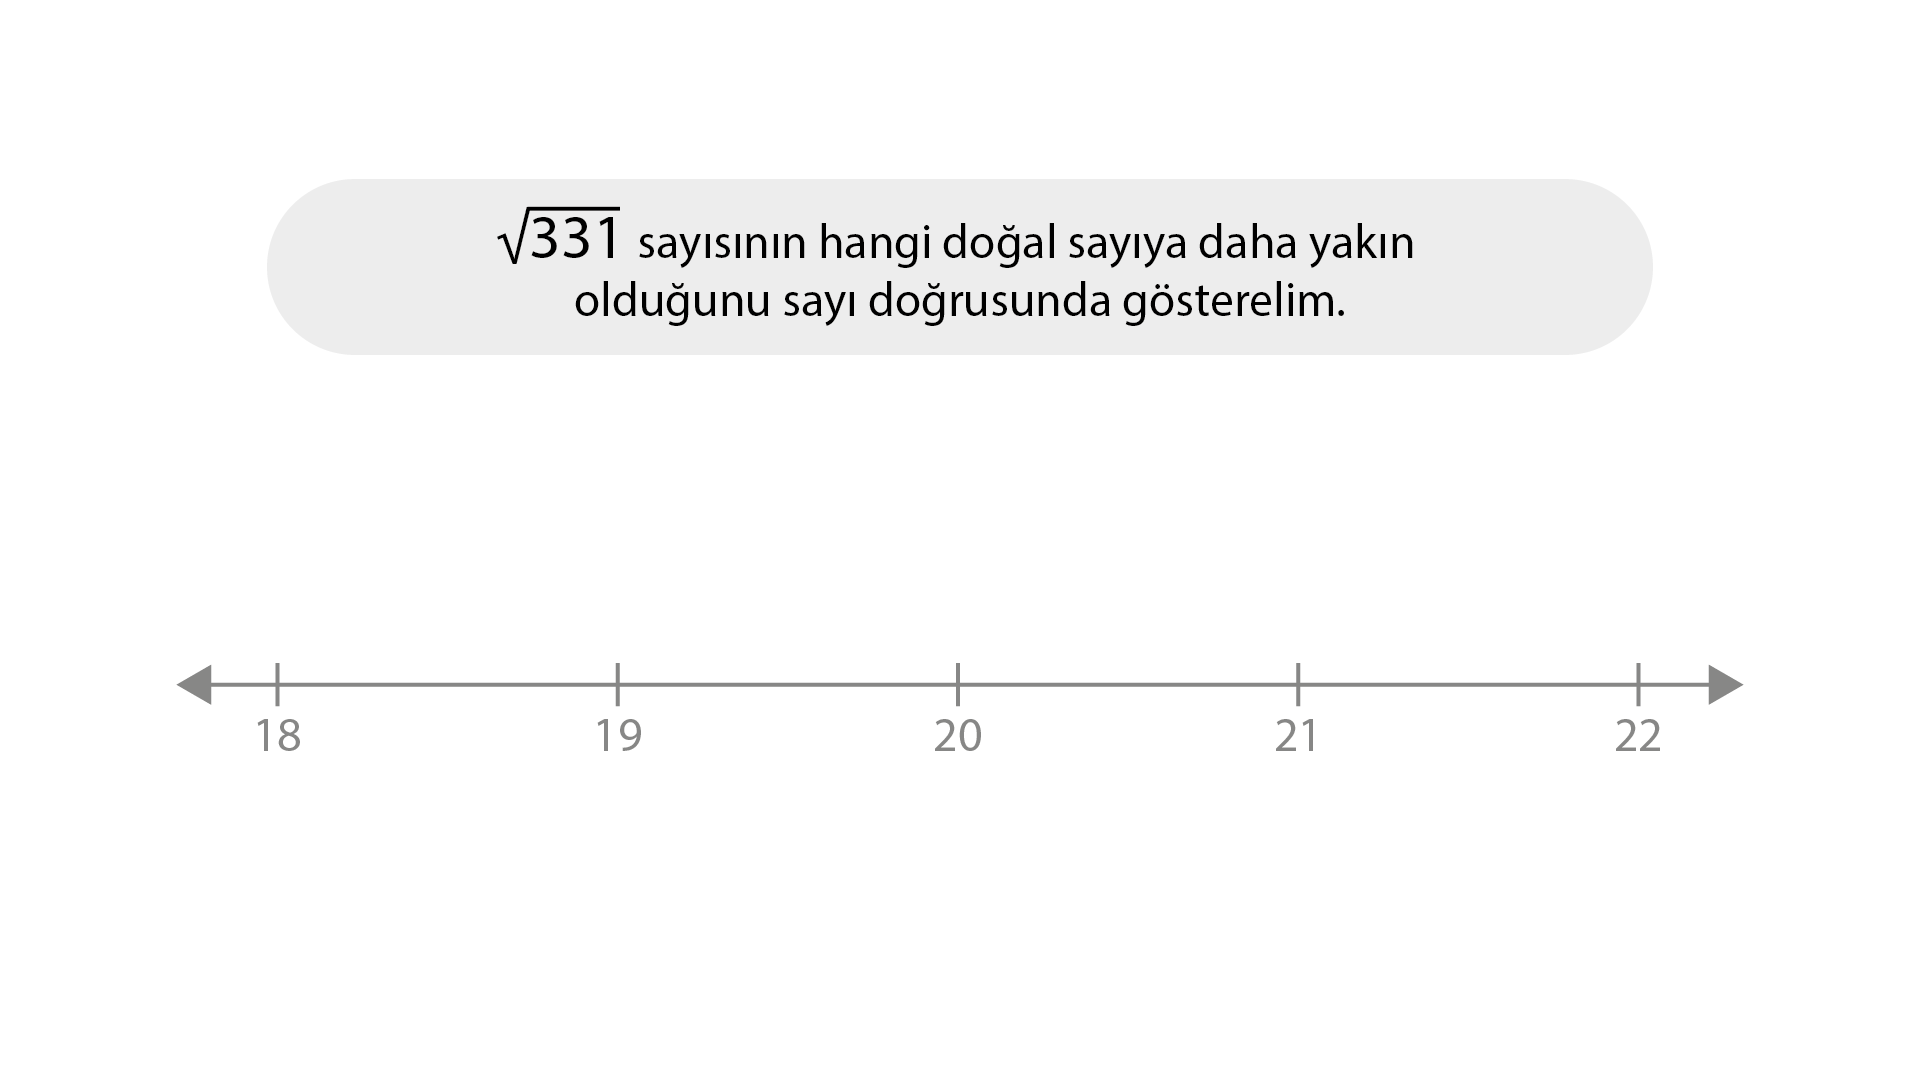 √331 sayısının hangi doğal sayıya daha yakın
olduğunu sayı doğrusunda gösterelim.
18 19 20 21 22